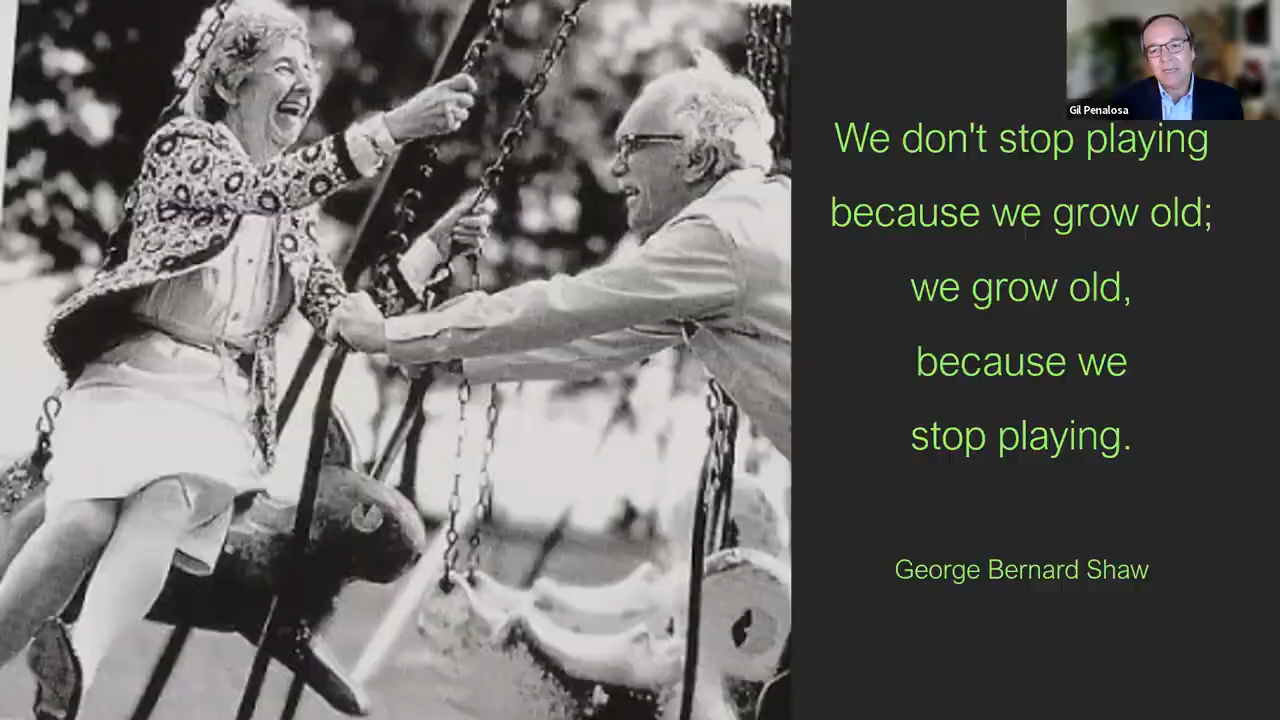 Gil Penalosa
We don't stop playing
because we grow old;
we grow old,
because we
stop playing.
George Bernard Shaw